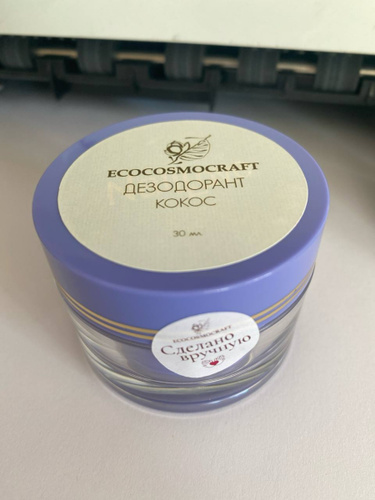 ECOCOSMOCRAFT
ДЕЗОДОРАНТ
КОКОС
30 мл.
ECOCOSMOCRAFT
Сделано
вручную